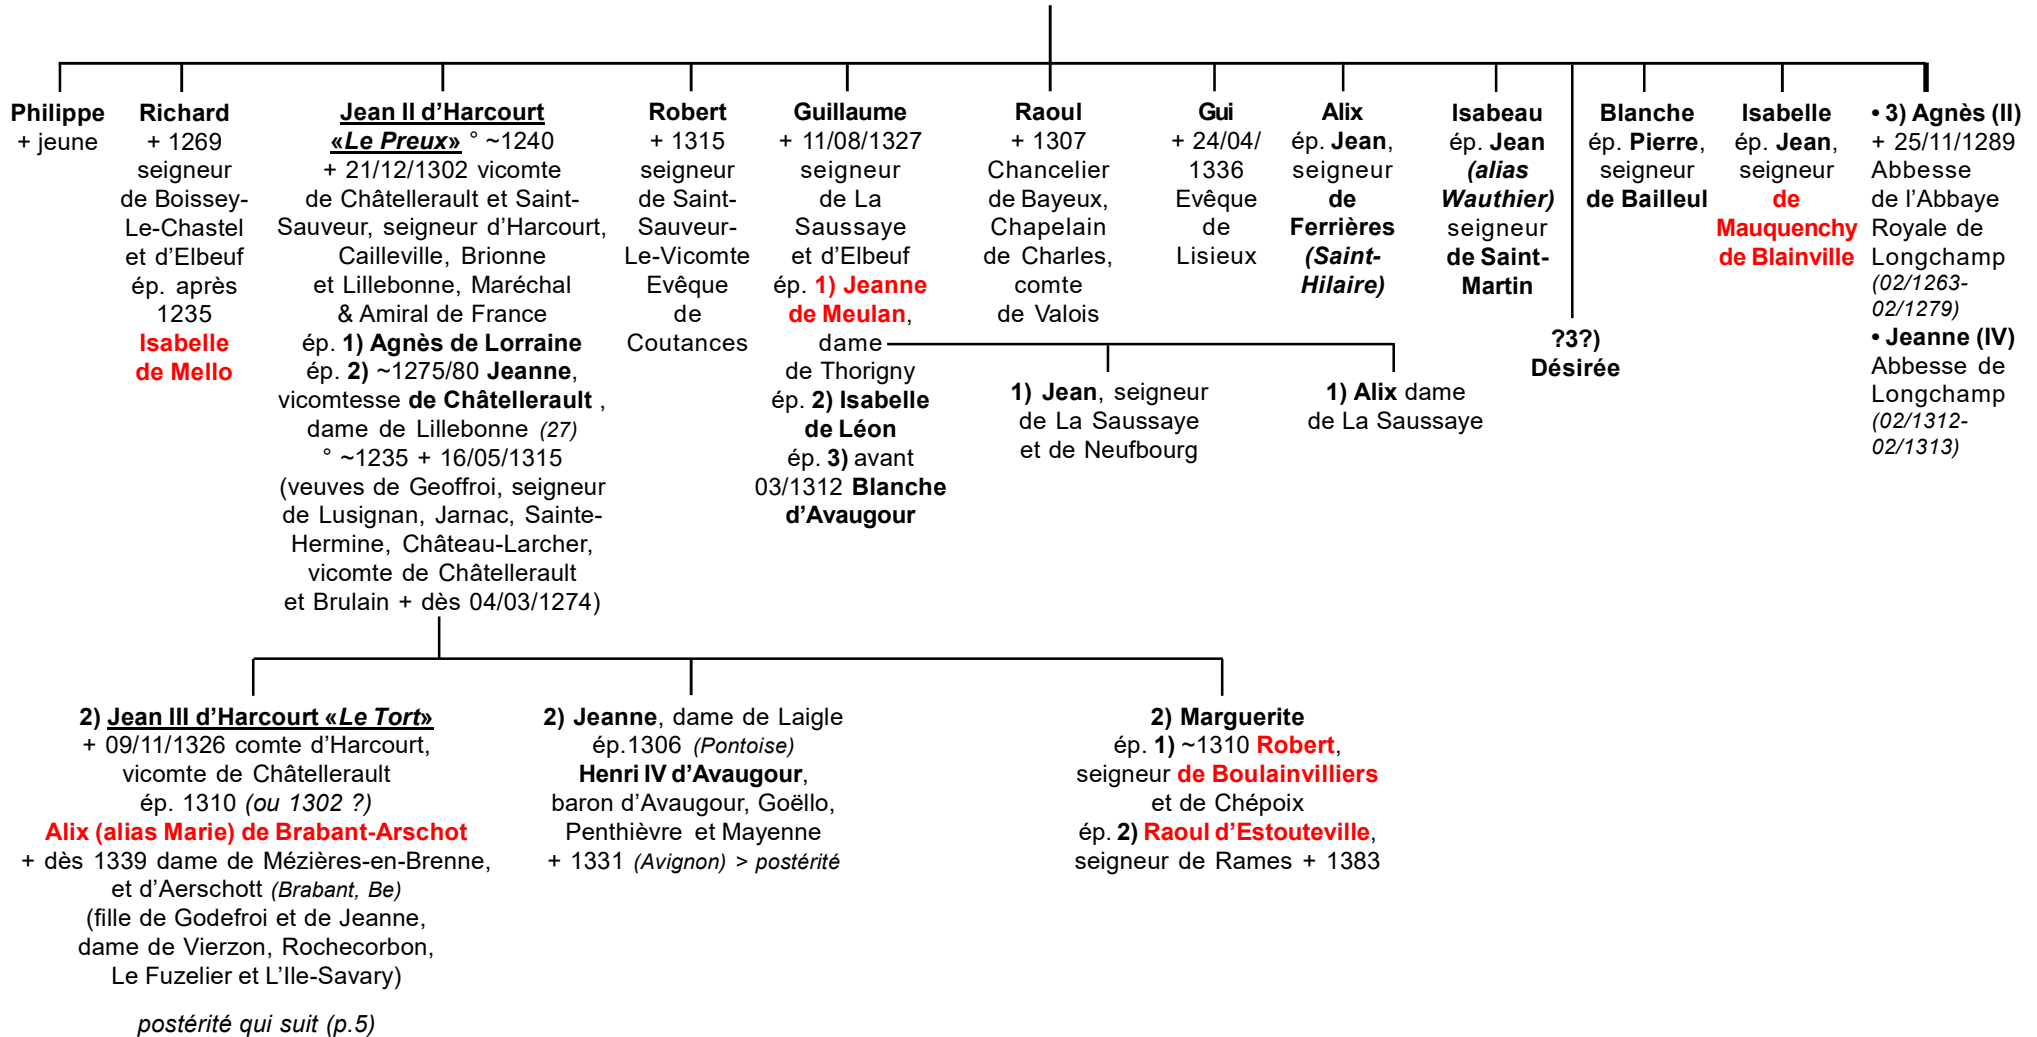 Philippe
+ jeune
Richard
+ 1269
seigneur
de Boissey-
Le-Chastel
et d'Elbeuf
ép. après
1235
Isabelle
de Mello
Jean II d'Harcourt
«Le Preux» ° ~1240
+ 21/12/1302 vicomte
de Châtellerault et Saint-
Sauveur, seigneur d'Harcourt,
Cailleville, Brionne
et Lillebonne, Maréchal
& Amiral de France
ép. 1) Agnès de Lorraine
ép. 2) ~1275/80 Jeanne,
vicomtesse de Châtellerault ,
dame de Lillebonne (27)
° ~1235 + 16/05/1315
(veuves de Geoffroi, seigneur
de Lusignan, Jarnac, Sainte-
Hermine, Château-Larcher,
vicomte de Châtellerault
et Brulain + dès 04/03/1274)
Robert
+ 1315
seigneur
de Saint-
Sauveur-
Le-Vicomte
Evêque
de
Coutances
Guillaume
+ 11/08/1327
seigneur
de La
Saussaye
et d'Elbeuf
ép. 1) Jeanne
de Meulan,
dame
de Thorigny
ép. 2) Isabelle
de Léon
ép. 3) avant
03/1312 Blanche
d'Avaugour
Raoul
+ 1307
Chancelier
de Bayeux,
Chapelain
de Charles,
comte
de Valois
Gui
+ 24/04/
1336
Evêque
de
Lisieux
Alix
ép. Jean,
seigneur
de
Ferrières
(Saint-
Hilaire)
Isabeau
ép. Jean
(alias
Wauthier)
seigneur
de Saint-
Martin
?3?)
Désirée
Blanche
ép. Pierre,
seigneur
de Bailleul
Isabelle
ép. Jean,
seigneur
de
Mauquenchy
de Blainville
• 3) Agnès (II)
+ 25/11/1289
Abbesse
de l'Abbaye
Royale de
Longchamp
(02/1263-
02/1279)
• Jeanne (IV)
Abbesse de
Longchamp
(02/1312-
02/1313)
1) Jean, seigneur
de La Saussaye
et de Neufbourg
1) Alix dame
de La Saussaye
2) Jean III d'Harcourt «Le Tort»
+ 09/11/1326 comte d'Harcourt,
vicomte de Châtellerault
ép. 1310 (ou 1302 ?)
Alix (alias Marie) de Brabant-Arschot
+ dès 1339 dame de Mézières-en-Brenne,
et d'Aerschott (Brabant, Be)
(fille de Godefroi et de Jeanne,
dame de Vierzon, Rochecorbon,
Le Fuzelier et L'Ile-Savary)
postérité qui suit (p.5)
2) Jeanne, dame de Laigle
ép.1306 (Pontoise)
Henri IV d'Avaugour,
baron d'Avaugour, Goëllo,
Penthièvre et Mayenne
+ 1331 (Avignon) > postérité
2) Marguerite
ép. 1) ~1310 Robert,
seigneur de Boulainvilliers
et de Chépoix
ép. 2) Raoul d'Estouteville,
seigneur de Rames + 1383